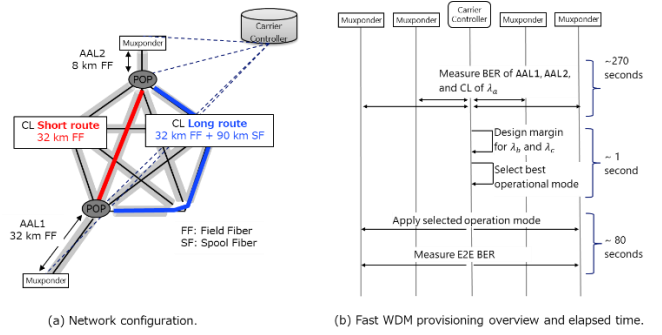 Carrier
Controller
AAL2
8 km FF
Muxponder
POP
CL Short route
32 km FF
CL Long route
32 km FF + 90 km SF
POP
AAL1
32 km FF
FF: Field Fiber
SF: Spool Fiber
Muxponder
(a) Network configuration.
Muxponder
Muxponder
Carrier
Controller
Muxponder
Muxponder
Measure BER of AAL1, AAL2,
and CL of λa
~270
seconds
Design margin
for λb and λc
Select best
operational mode
~ 1
second
Apply selected operation mode
Measure E2E BER
~ 80
seconds
(b) Fast WDM provisioning overview and elapsed time.